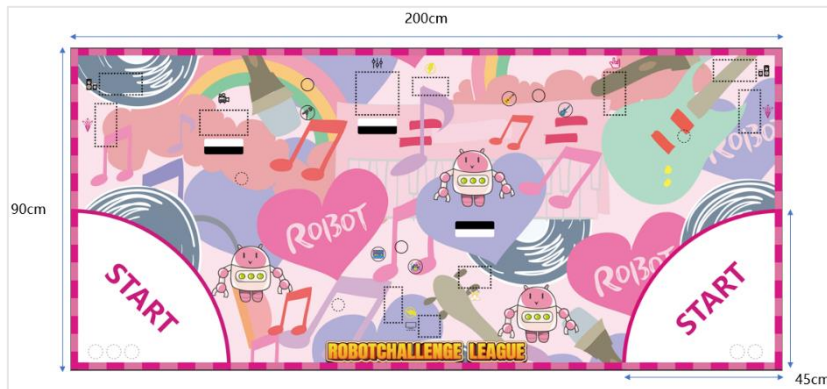 200cm
ROBOT
90cm
ROBOT
ROBOT
START
START
ROBOTCHALLENGE LEAGUE
45cm